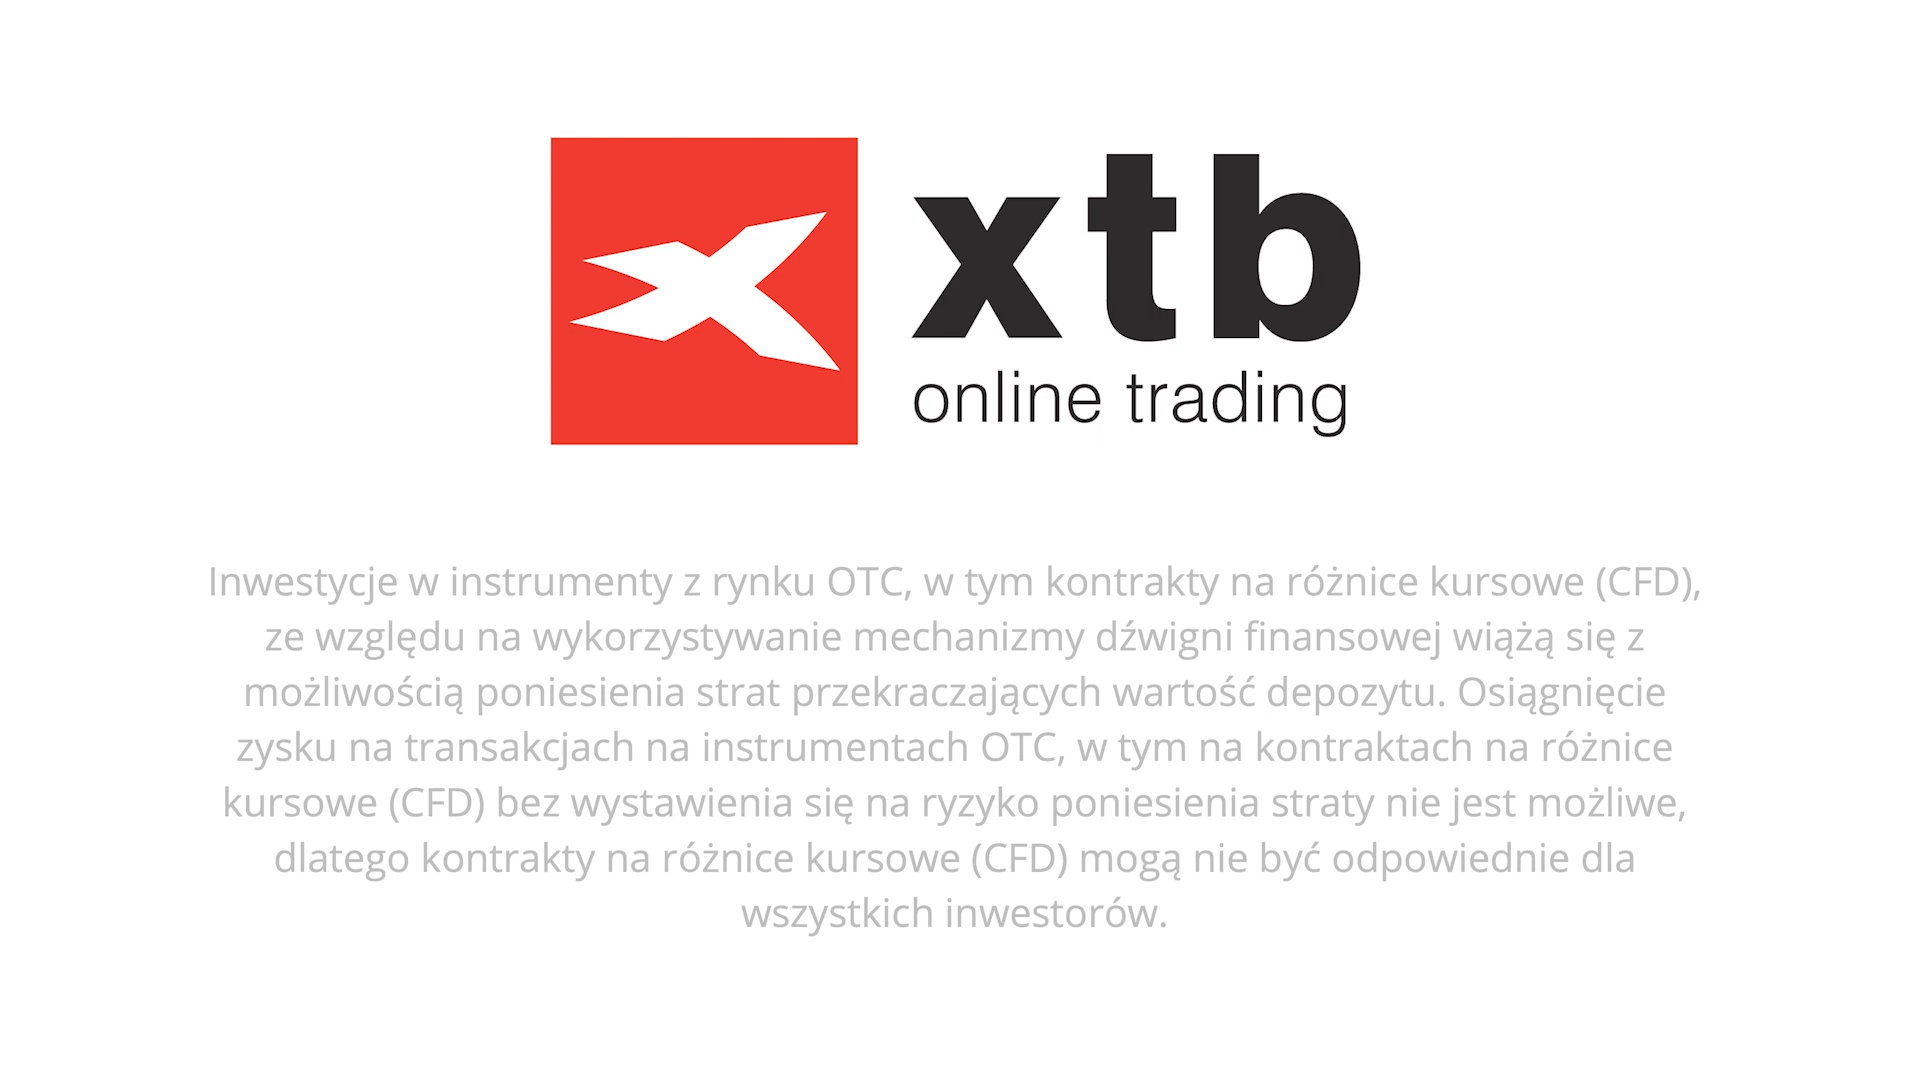 xtb
online trading
Inwestycje w instrumenty z rynku OTC, w tym kontrakty na różnice kursowe (CFD),
ze względu na wykorzystywanie mechanizmy dźwigni finansowej wiążą się z
możliwością poniesienia strat przekraczających wartość depozytu. Osiągnięcie
zysku na transakcjach na instrumentach OTC, w tym na kontraktach na różnice
kursowe (CFD) bez wystawienia się na ryzyko poniesienia straty nie jest możliwe,
dlatego kontrakty na różnice kursowe (CFD) mogą nie być odpowiednie dla
wszystkich inwestorów.